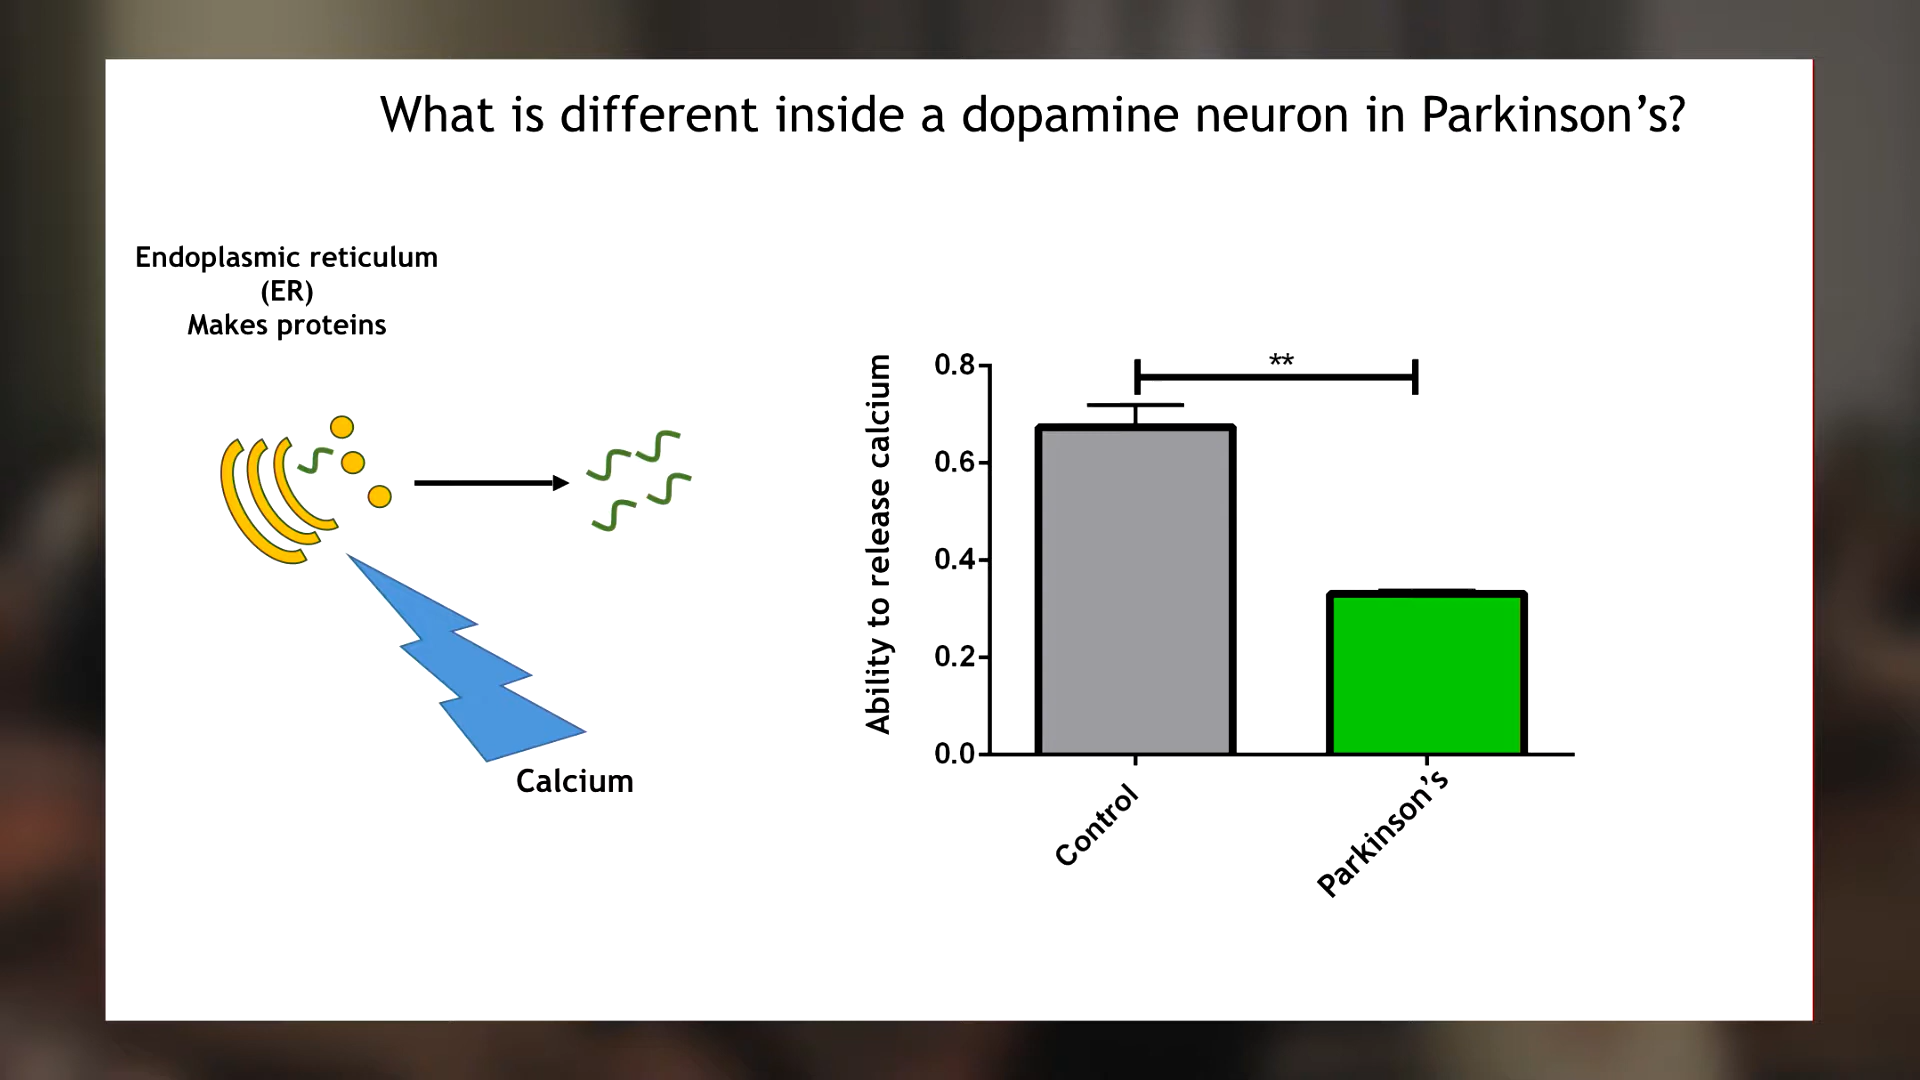 What is different inside a dopamine neuron in Parkinson’s?
Endoplasmic reticulum
(ER)
Makes proteins
Calcium
Ability to release calcium
0.8
0.6
0.4
0.2
0.0
**
Control
Parkinson’s